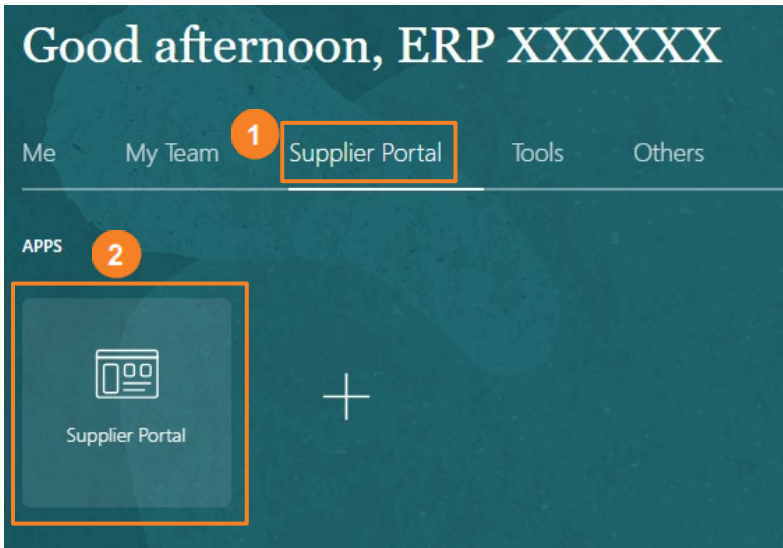 Good afternoon, ERP XXXXXX
Me My Team 1 Supplier Portal Tools Others
APPS 2
Supplier Portal